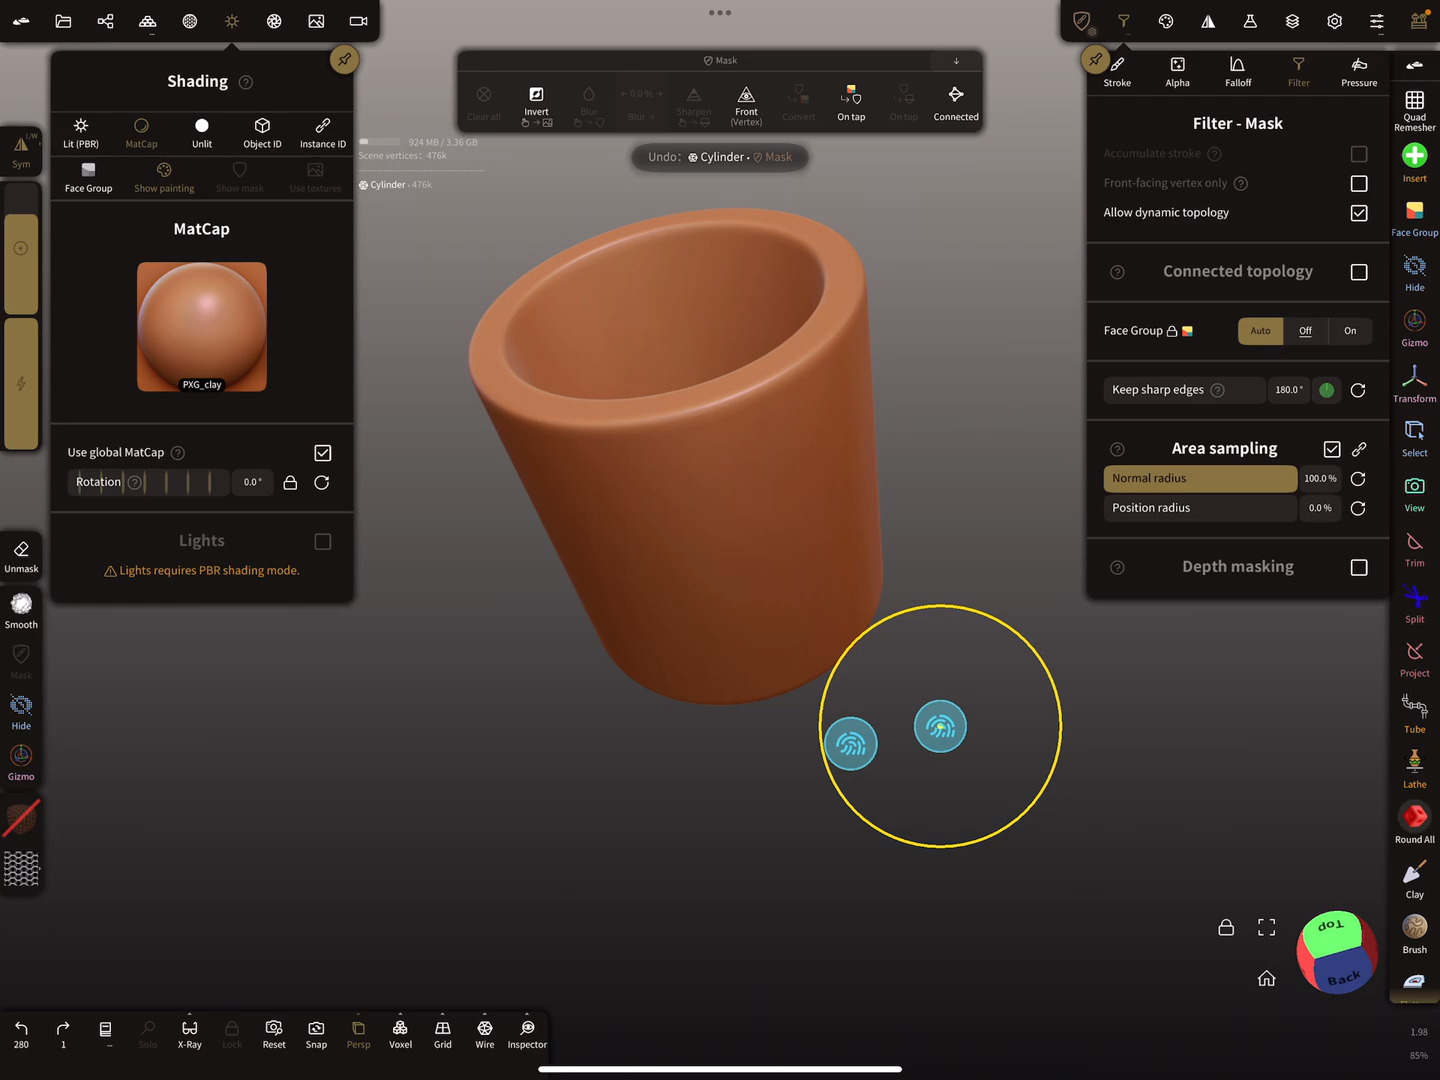 Shading
Lit (PBR)
MatCap
Unlit
Object ID
Instance ID
Face Group
Show painting
Show mask
Use textures
MatCap
PXG_clay
Use global MatCap
Rotation
0.0 °
Lights
Lights requires PBR shading mode.
I/W
Sym
Unmask
Smooth
Mask
Hide
Gizmo
Mask
Clear all
Invert
Blur
0.0 %
Blur
Sharpen
Front
(Vertex)
Convert
On tap
On tap
Connected
924 MB / 3.36 GB
Scene vertices: 476k
Cylinder · 476k
Undo: Cylinder • Mask
Stroke
Alpha
Falloff
Filter
Pressure
Filter - Mask
Accumulate stroke
Front-facing vertex only
Allow dynamic topology
Connected topology
Face Group
Auto
Off
On
Keep sharp edges
180.0 °
Area sampling
Normal radius
100.0 %
Position radius
0.0 %
Depth masking
Quad
Remesher
Insert
Face Group
Hide
Gizmo
Transform
Select
View
Trim
Split
Project
Tube
Lathe
Round All
Clay
Brush
Top
Back
280
1
...
Solo
X-Ray
Lock
Reset
Snap
Persp
Voxel
Grid
Wire
Inspector
1.98
85%